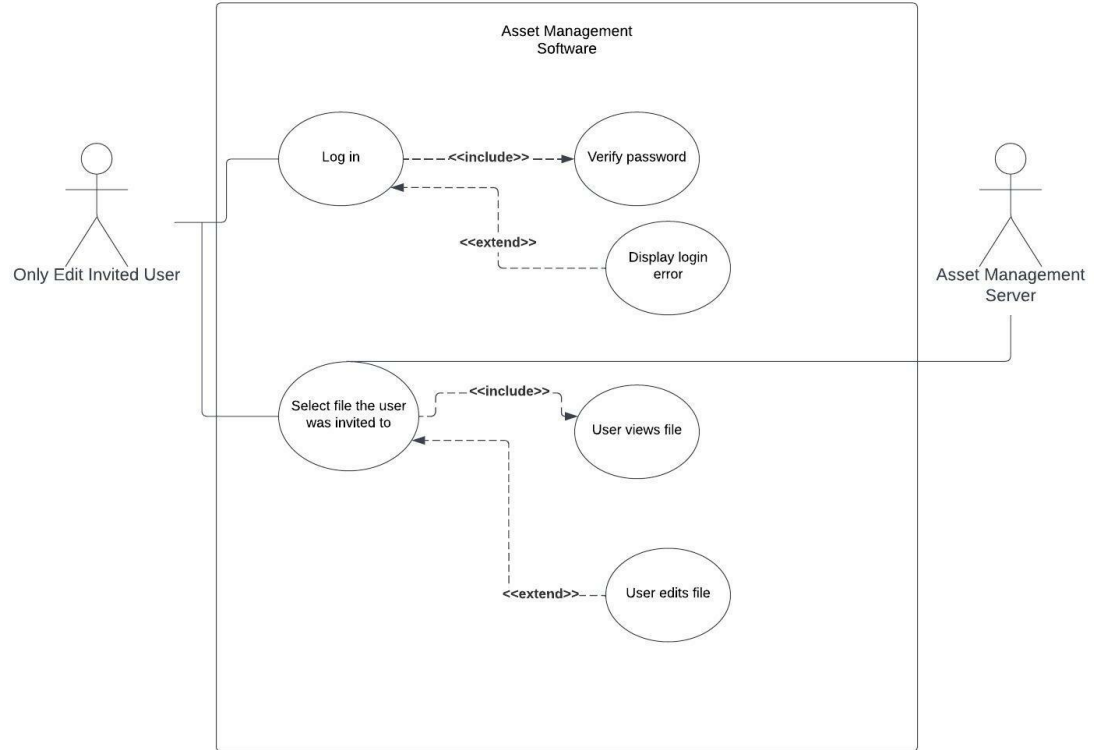 Asset Management
Software
Log in
<<include>>
Verify password
<<extend>>
Display login
error
Only Edit Invited User
Asset Management
Server
Select file the user
was invited to
<<include>>
User views file
<<extend>>
User edits file